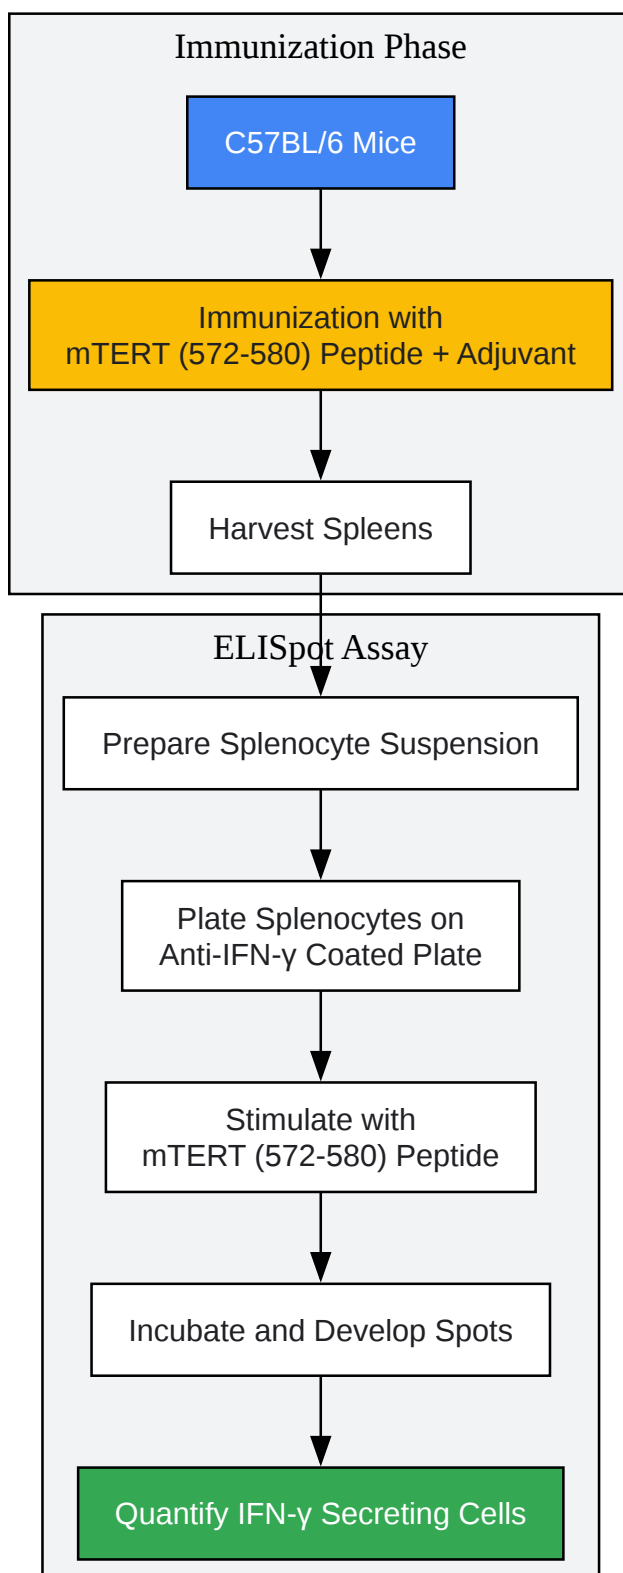 Immunization Phase
C57BL/6 Mice
Immunization with
mTERT (572-580) Peptide + Adjuvant
Harvest Spleens
ELISpot Assay
Prepare Splenocyte Suspension
Plate Splenocytes on
Anti-IFN-γ Coated Plate
Stimulate with
mTERT (572-580) Peptide
Incubate and Develop Spots
Quantify IFN-γ Secreting Cells